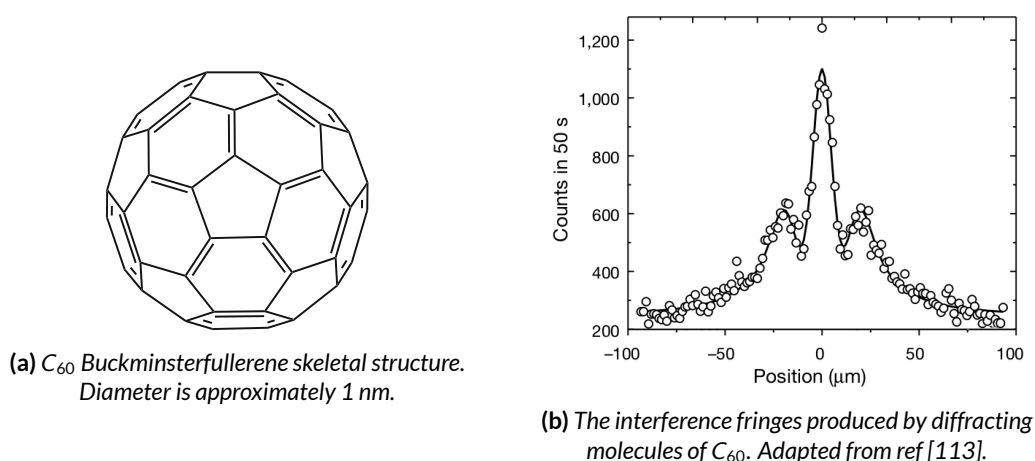 1,200
1,000
800
600
400
200
Counts in 50 s
−100
−50
0
50
100
Position (μm)
(a) C₆₀ Buckminsterfullerene skeletal structure.
Diameter is approximately 1 nm.
(b) The interference fringes produced by diffracting
molecules of C₆₀. Adapted from ref [113].